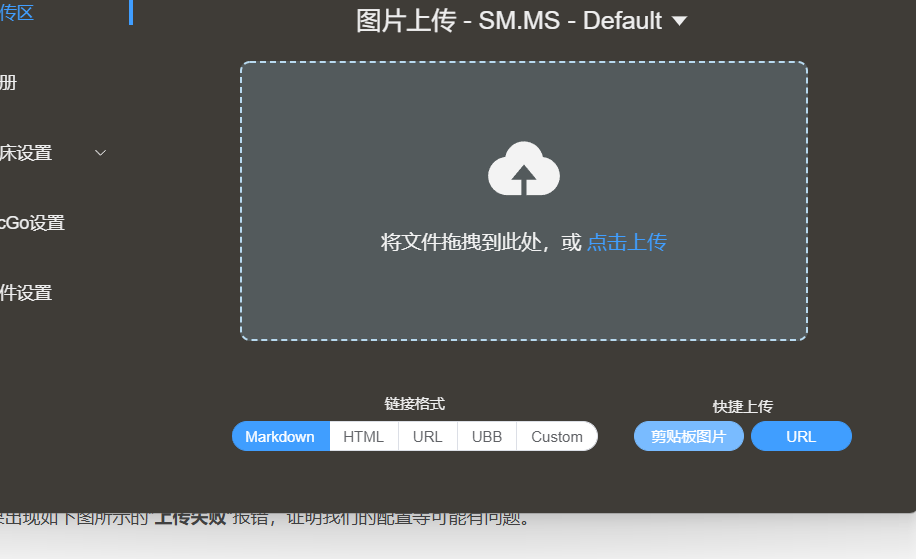 传区
图片上传 - SM.MS - Default
册
床设置
cGo设置
件设置
将文件拖拽到此处，或 点击上传
链接格式
Markdown HTML URL UBB Custom
快捷上传
剪贴板图片 URL
出现如下图所示的"上传失败"报错，证明我们的配置等可能有问题。